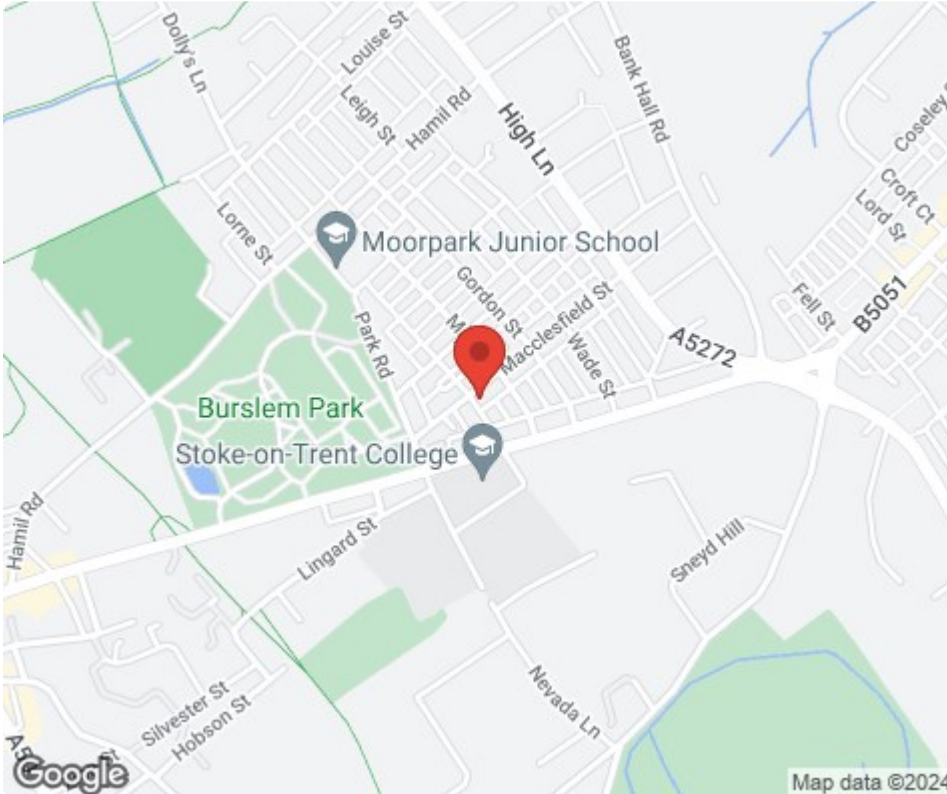 Dolly's Ln
Louise St
Leigh St
Hamil Rd
High Ln
Bank Hall Rd
Coseley
Croft Ct
Lord St
Lorne St
Moorpark Junior School
Gordon St
Macclesfield St
Fell St
B5051
Park Rd
Wade St
A5272
Burslem Park
Stoke-on-Trent College
Hamil Rd
Lingard St
Sneyd Hill
Nevada Ln
Silvester St
Hobson St
St
Google
Map data ©2024